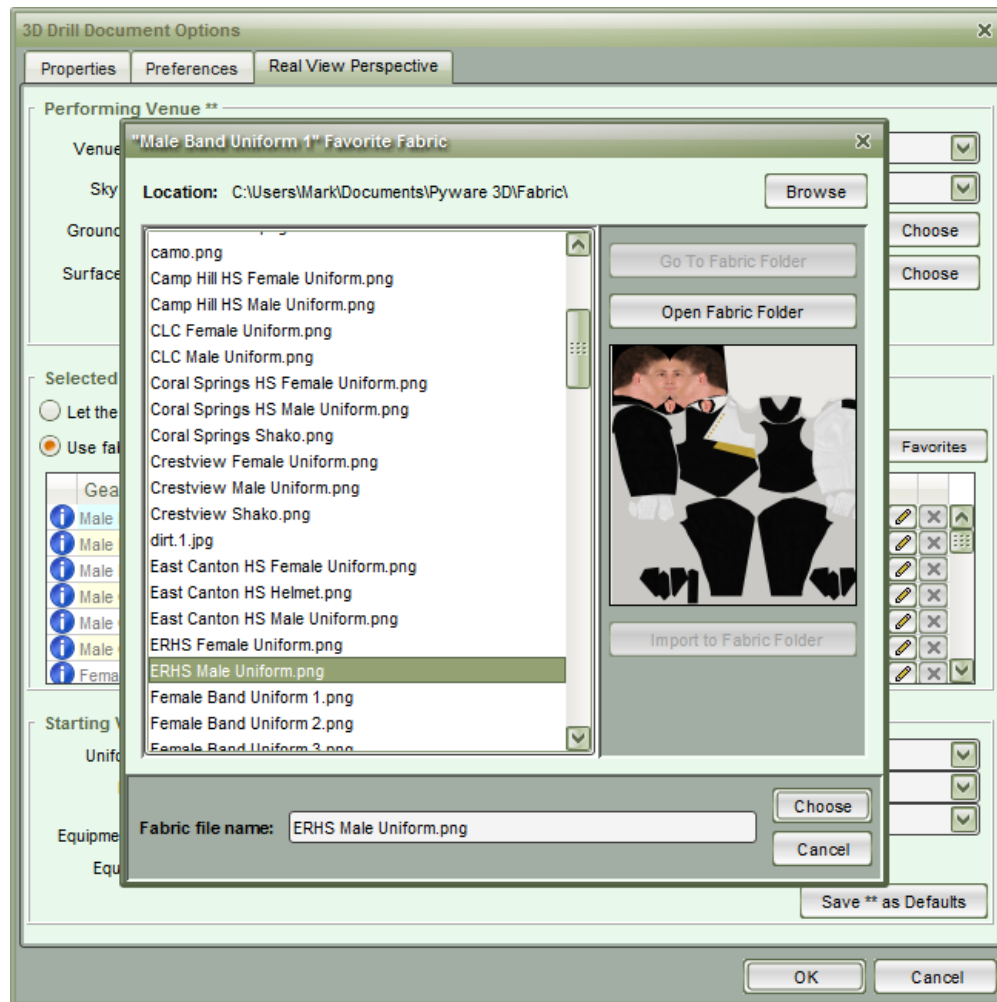 3D Drill Document Options
Properties Preferences Real View Perspective
Performing Venue **
Venue
Sky
Ground Choose
Surface Choose
Selected
Let the
Use fab Favorites
Gea
Male
Male
Male
Male
Male
Male
Fema
Starting V
Unifo
Equipme
Equ
Save ** as Defaults
OK Cancel
"Male Band Uniform 1" Favorite Fabric
Location: C:\Users\Mark\Documents\Pyware 3D\Fabric\ Browse
camo.png
Camp Hill HS Female Uniform.png
Camp Hill HS Male Uniform.png
CLC Female Uniform.png
CLC Male Uniform.png
Coral Springs HS Female Uniform.png
Coral Springs HS Male Uniform.png
Coral Springs Shako.png
Crestview Female Uniform.png
Crestview Male Uniform.png
Crestview Shako.png
dirt.1.jpg
East Canton HS Female Uniform.png
East Canton HS Helmet.png
East Canton HS Male Uniform.png
ERHS Female Uniform.png
ERHS Male Uniform.png
Female Band Uniform 1.png
Female Band Uniform 2.png
Female Band Uniform 3.png
Go To Fabric Folder
Open Fabric Folder
Import to Fabric Folder
Fabric file name: ERHS Male Uniform.png
Choose
Cancel